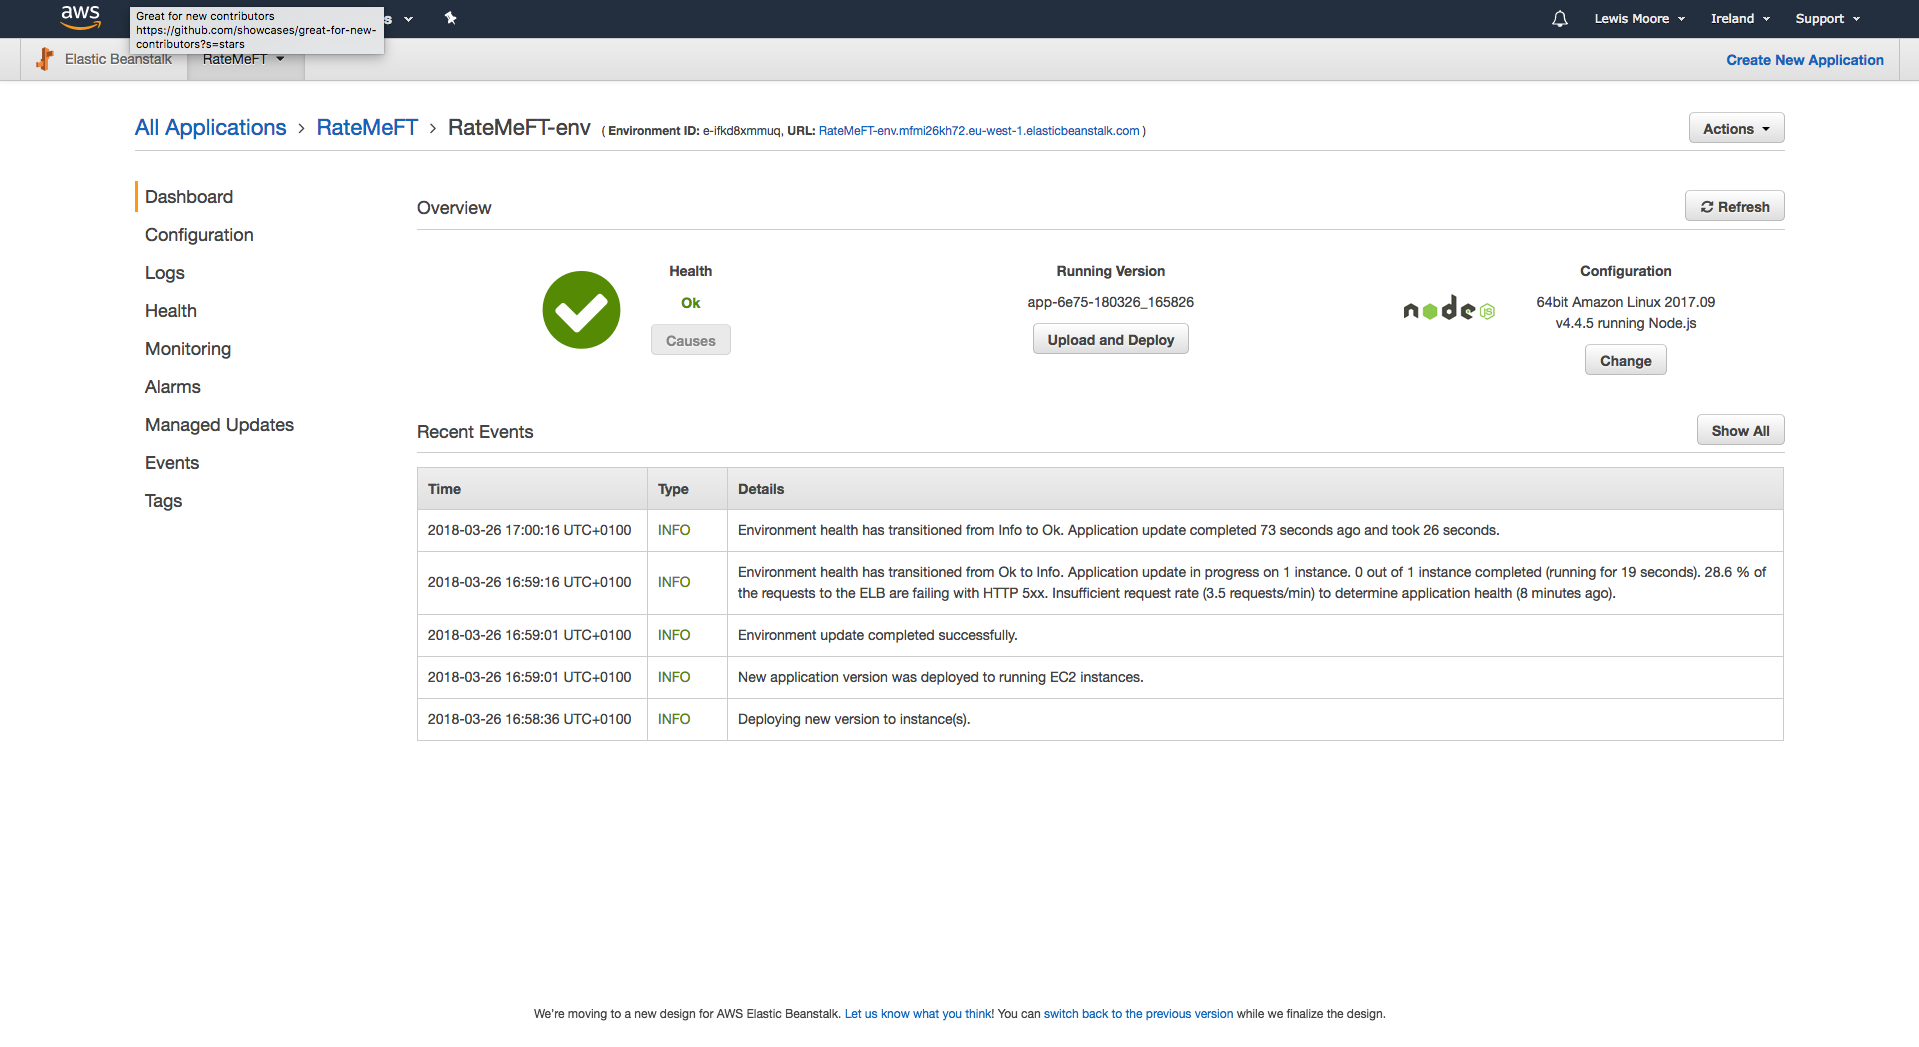 aws
Great for new contributors
https://github.com/showcases/great-for-new-
contributors?s=stars
s
Lewis Moore
Ireland
Support
Elastic Beanstalk
RateMeFT
Create New Application
All Applications > RateMeFT > RateMeFT-env ( Environment ID: e-ifkd8xmmuq, URL: RateMeFT-env.mfmi26kh72.eu-west-1.elasticbeanstalk.com )
Actions
Dashboard
Configuration
Logs
Health
Monitoring
Alarms
Managed Updates
Events
Tags
Overview
Refresh
Health
Ok
Causes
Running Version
app-6e75-180326_165826
Upload and Deploy
node JS
Configuration
64bit Amazon Linux 2017.09
v4.4.5 running Node.js
Change
Recent Events
Show All
Time Type Details
2018-03-26 17:00:16 UTC+0100 INFO Environment health has transitioned from Info to Ok. Application update completed 73 seconds ago and took 26 seconds.
2018-03-26 16:59:16 UTC+0100 INFO Environment health has transitioned from Ok to Info. Application update in progress on 1 instance. 0 out of 1 instance completed (running for 19 seconds). 28.6 % of
the requests to the ELB are failing with HTTP 5xx. Insufficient request rate (3.5 requests/min) to determine application health (8 minutes ago).
2018-03-26 16:59:01 UTC+0100 INFO Environment update completed successfully.
2018-03-26 16:59:01 UTC+0100 INFO New application version was deployed to running EC2 instances.
2018-03-26 16:58:36 UTC+0100 INFO Deploying new version to instance(s).
We're moving to a new design for AWS Elastic Beanstalk. Let us know what you think! You can switch back to the previous version while we finalize the design.